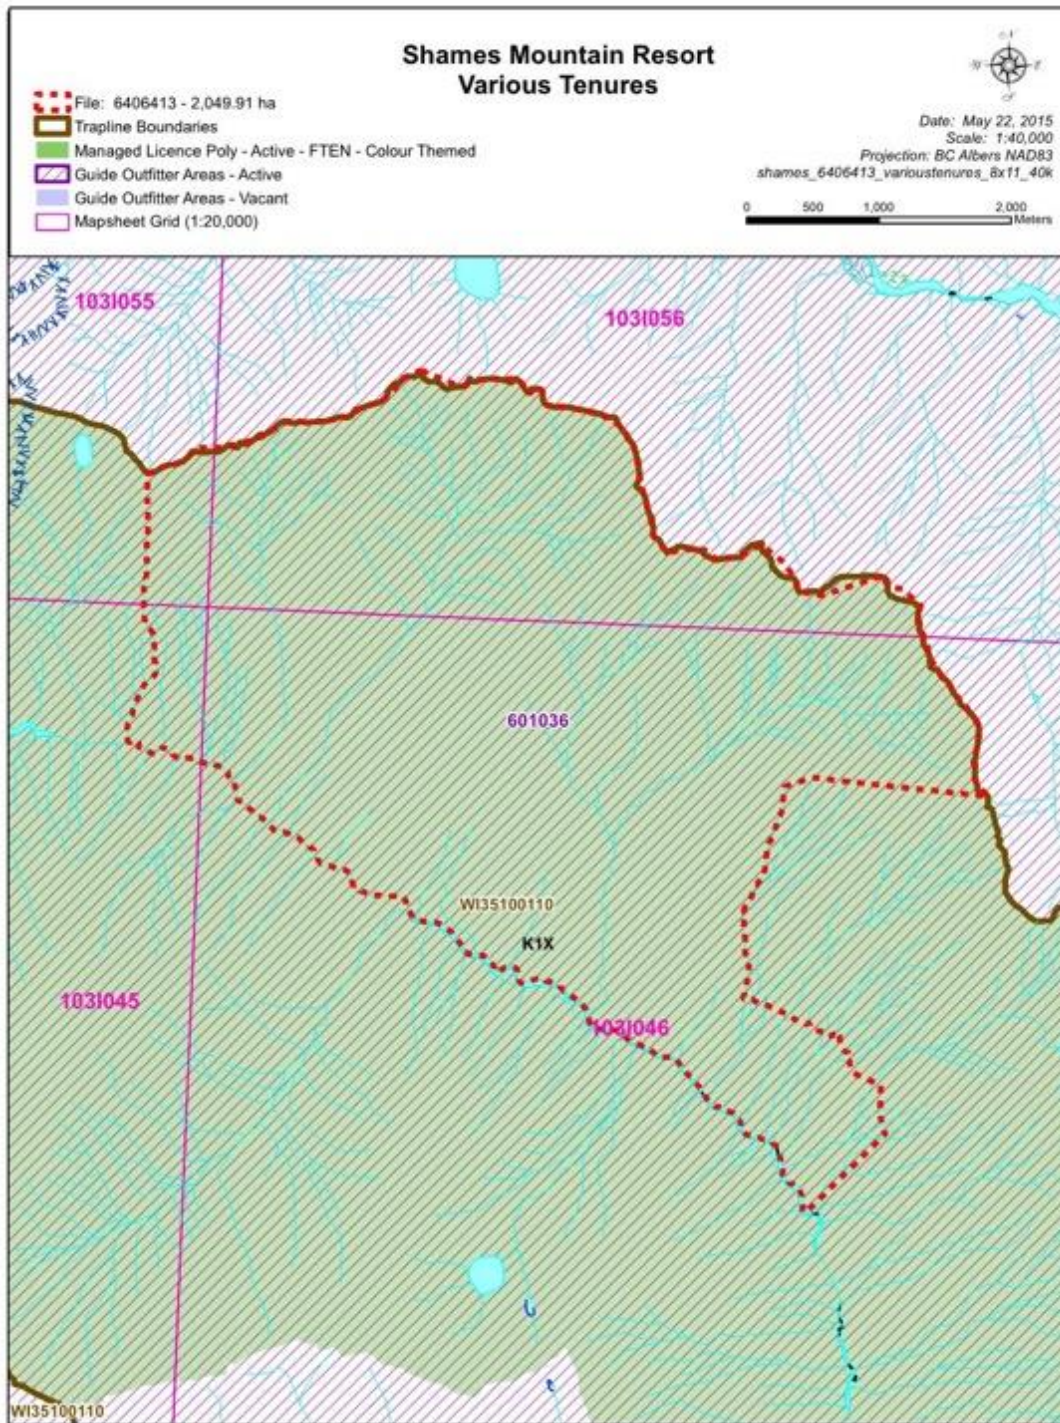 Shames Mountain Resort
Various Tenures
File: 6406413 - 2,049.91 ha
Trapline Boundaries
Managed Licence Poly - Active - FTEN - Colour Themed
Guide Outfitter Areas - Active
Guide Outfitter Areas - Vacant
Mapsheet Grid (1:20,000)
Date: May 22, 2015
Scale: 1:40,000
Projection: BC Albers NAD83
shames_6406413_varioustenures_8x11_40k
0 500 1,000 2,000
Meters
103I055
103I056
601036
WI35100110
K1X
103I045
103I046
WI35100110